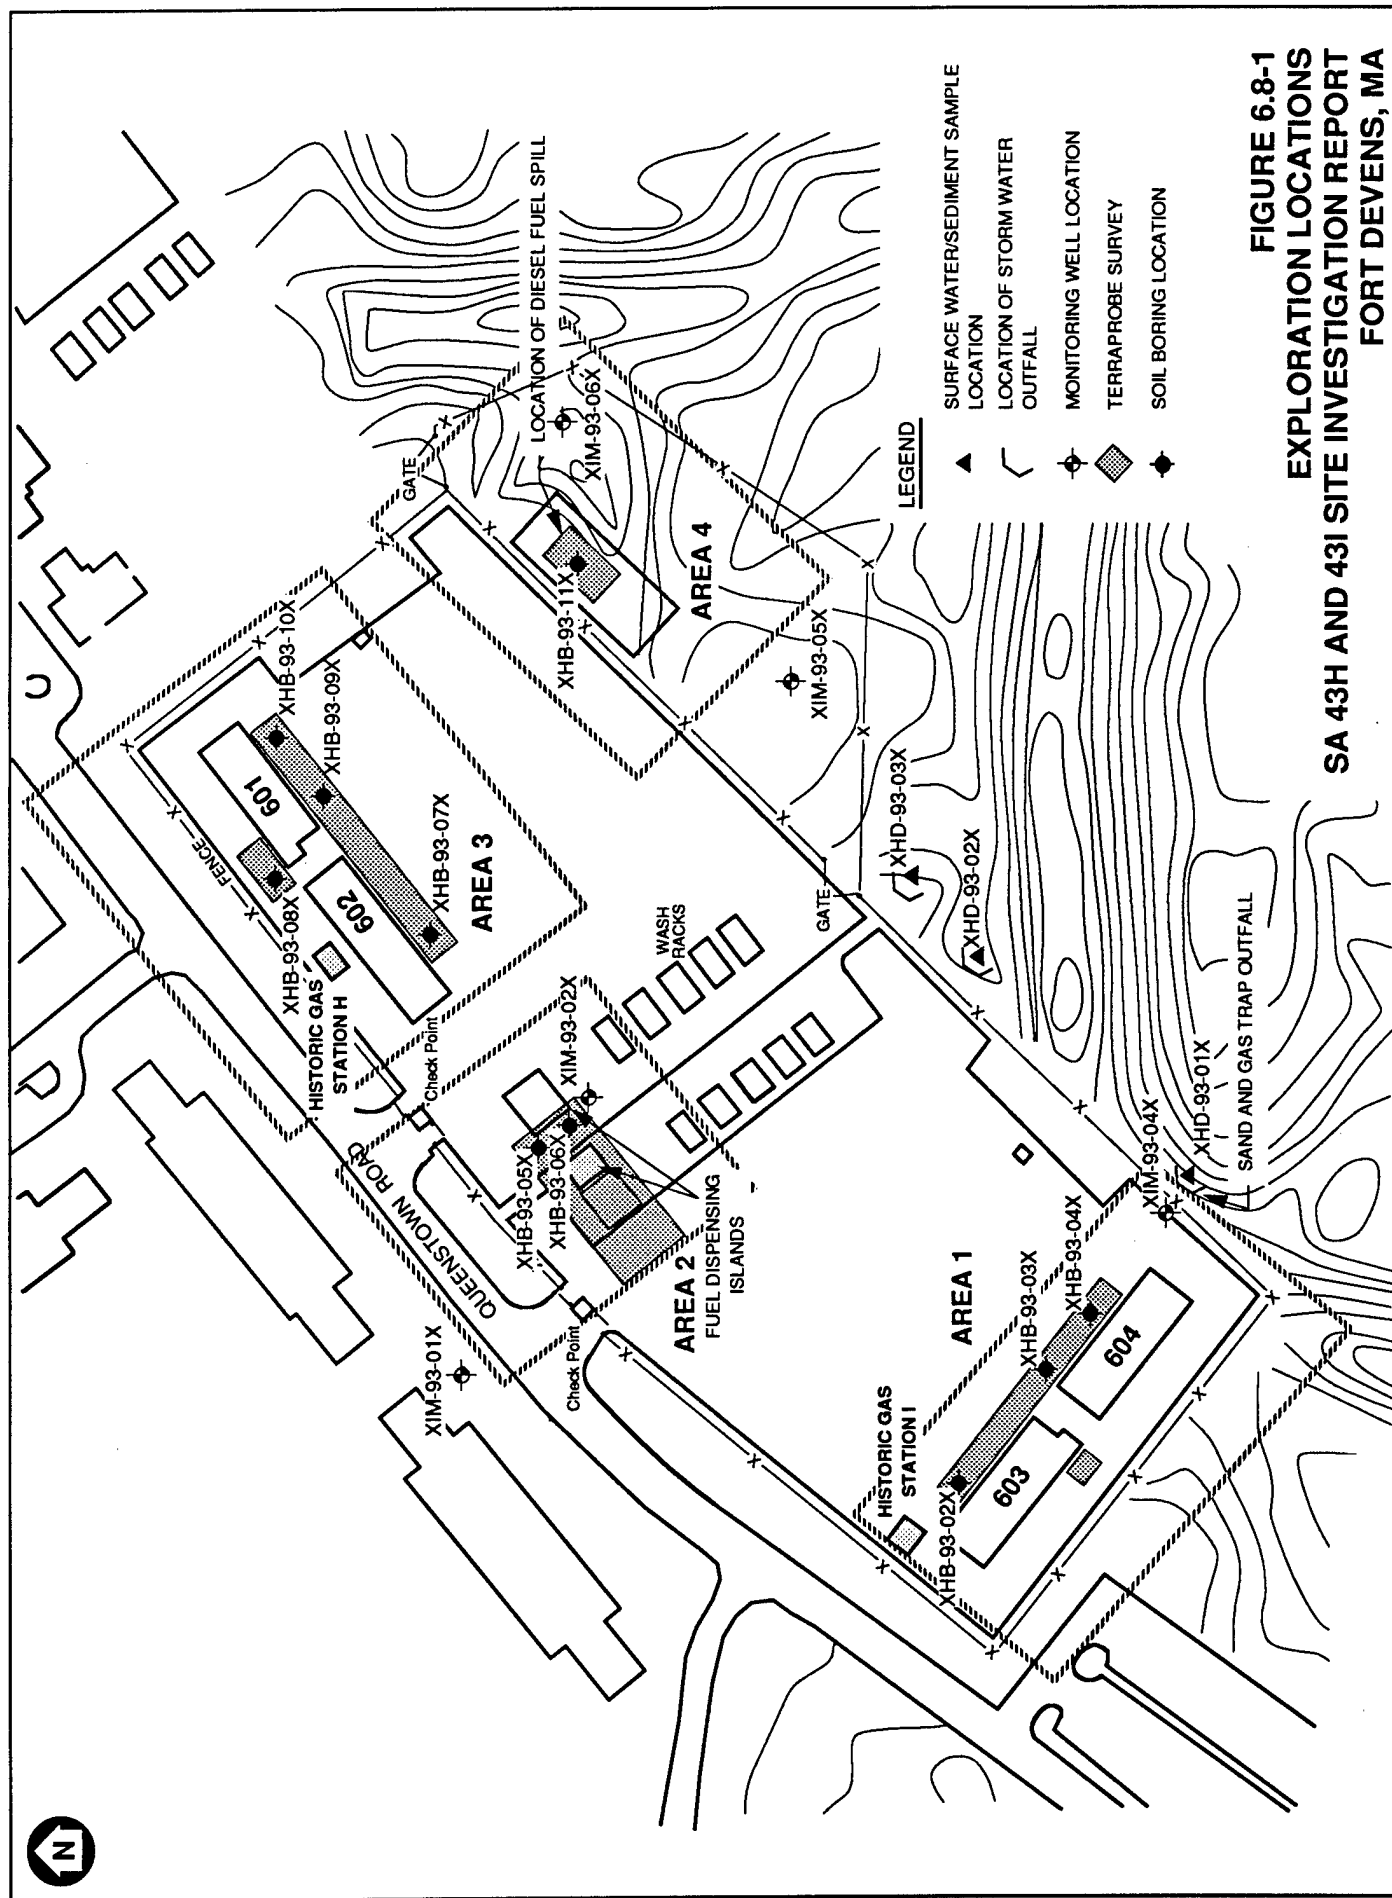 N
QUEENSTOWN ROAD
HISTORIC GAS
STATION H
Check Point
FENCE
601
602
XHB-93-08X
XHB-93-10X
XHB-93-09X
XHB-93-07X
AREA 3
GATE
LOCATION OF DIESEL FUEL SPILL
XIM-93-06X
XHB-93-11X
AREA 4
XIM-93-05X
XIM-93-01X
Check Point
XHB-93-05X
XHB-93-06X
XIM-93-02X
AREA 2
FUEL DISPENSING
ISLANDS
WASH
RACKS
GATE
XHD-93-03X
XHD-93-02X
HISTORIC GAS
STATION I
AREA 1
XHB-93-02X
603
604
XHB-93-03X
XHB-93-04X
XIM-93-04X
XHD-93-01X
SAND AND GAS TRAP OUTFALL
LEGEND
SURFACE WATER/SEDIMENT SAMPLE
LOCATION
LOCATION OF STORM WATER
OUTFALL
MONITORING WELL LOCATION
TERRAPROBE SURVEY
SOIL BORING LOCATION
FIGURE 6.8-1
EXPLORATION LOCATIONS
SA 43H AND 43I SITE INVESTIGATION REPORT
FORT DEVENS, MA